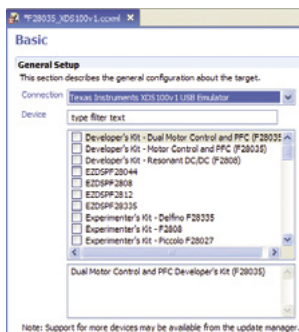 *F28035_XDS100v1.ccxml
Basic
General Setup
This section describes the general configuration about the target.
Connection Texas Instruments XDS100v1 USB Emulator
Device type filter text
Developer's Kit - Dual Motor Control and PFC (F28035
Developer's Kit - Motor Control and PFC (F28035)
Developer's Kit - Resonant DC/DC (F2808)
EZDSPF28044
EZDSPF2808
EZDSPF2812
EZDSPF28335
Experimenter's Kit - Delfino F28335
Experimenter's Kit - F2808
Experimenter's Kit - Piccolo F28027
Dual Motor Control and PFC Developer's Kit (F28035)
Note: Support for more devices may be available from the update manager.